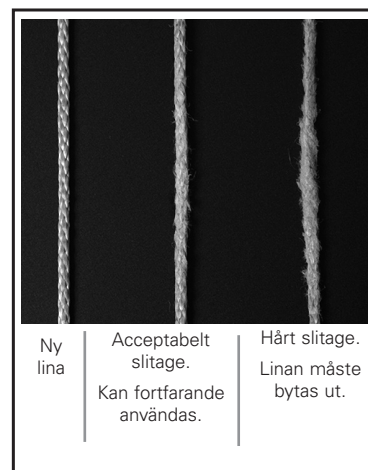 Ny
lina
Acceptabelt
slitage.
Kan fortfarande
användas.
Hårt slitage.
Linan måste
bytas ut.